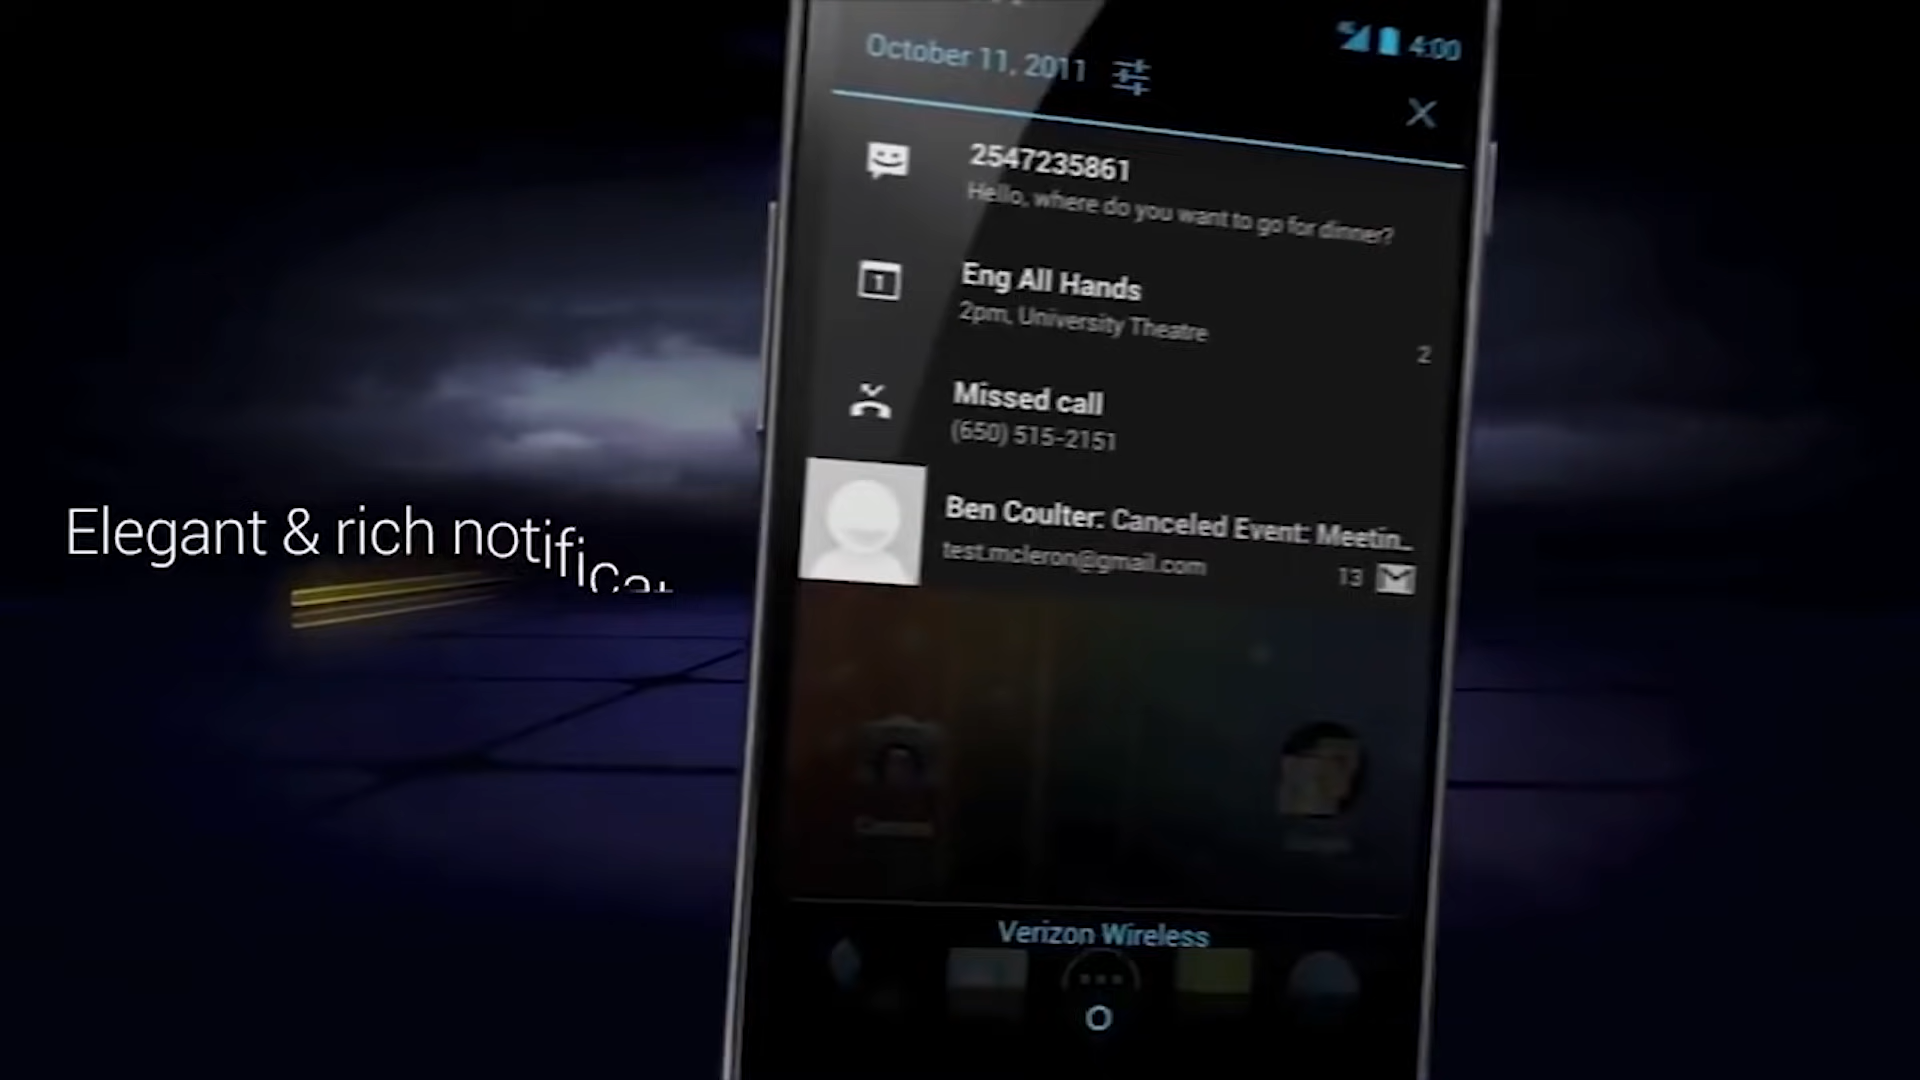 October 11, 2011
4:00
2547235861
Hello, where do you want to go for dinner?
1
Eng All Hands
2pm, University Theatre
2
Missed call
(650) 515-2151
Elegant & rich notificat
Ben Coulter: Canceled Event: Meetin..
test.mcleron@gmail.com
13
Verizon Wireless